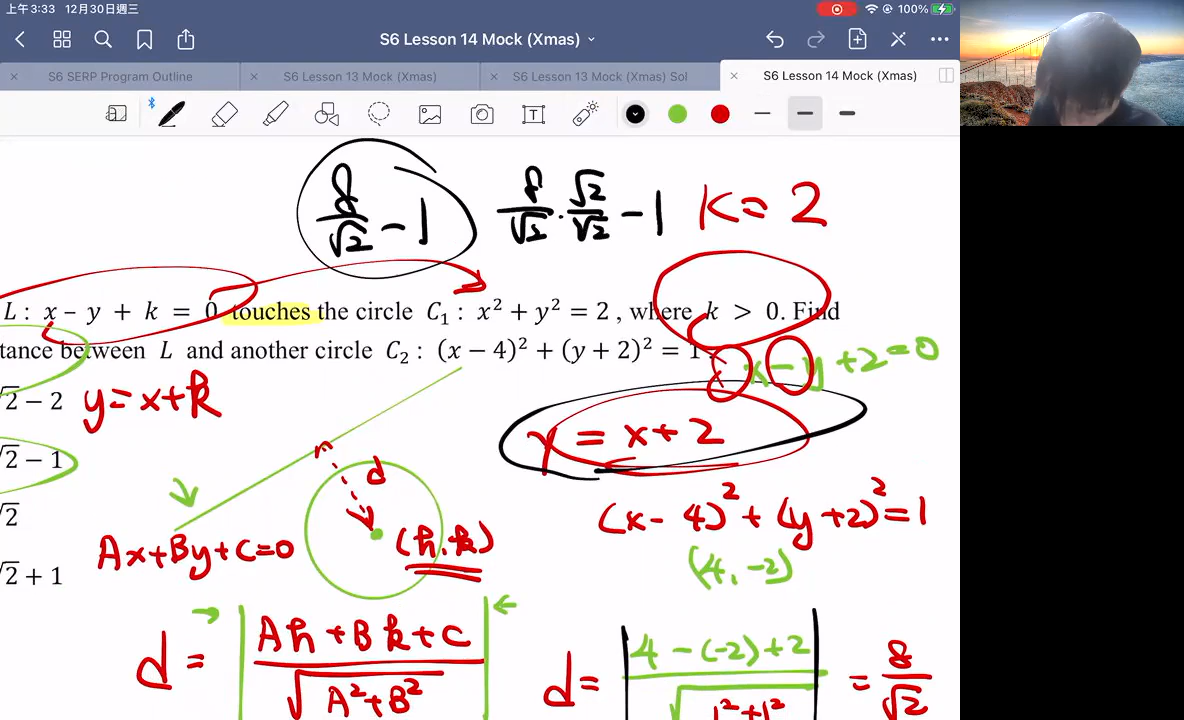 上午3:33 12月30日週三
100%
S6 Lesson 14 Mock (Xmas)
S6 SERP Program Outline
S6 Lesson 13 Mock (Xmas)
S6 Lesson 13 Mock (Xmas) Sol
S6 Lesson 14 Mock (Xmas)
8/√2 - 1 8/√2 · √2/√2 - 1 k = 2
L: x − y + k = 0 touches the circle C₁ : x² + y² = 2 , where k > 0. Find
tance between L and another circle C₂ : (x − 4)² + (y + 2)² = 1
x - y + 2 = 0
√2 − 2
y = x + k
y = x + 2
√2 − 1
d
(x - 4)² + (y + 2)² = 1
√2
Ax + By + C = 0
(h, k)
(4, -2)
√2 + 1
d = | Ah + Bk + C / √A² + B² |
d = | 4 - (-2) + 2 / √1² + 1² | = 8/√2